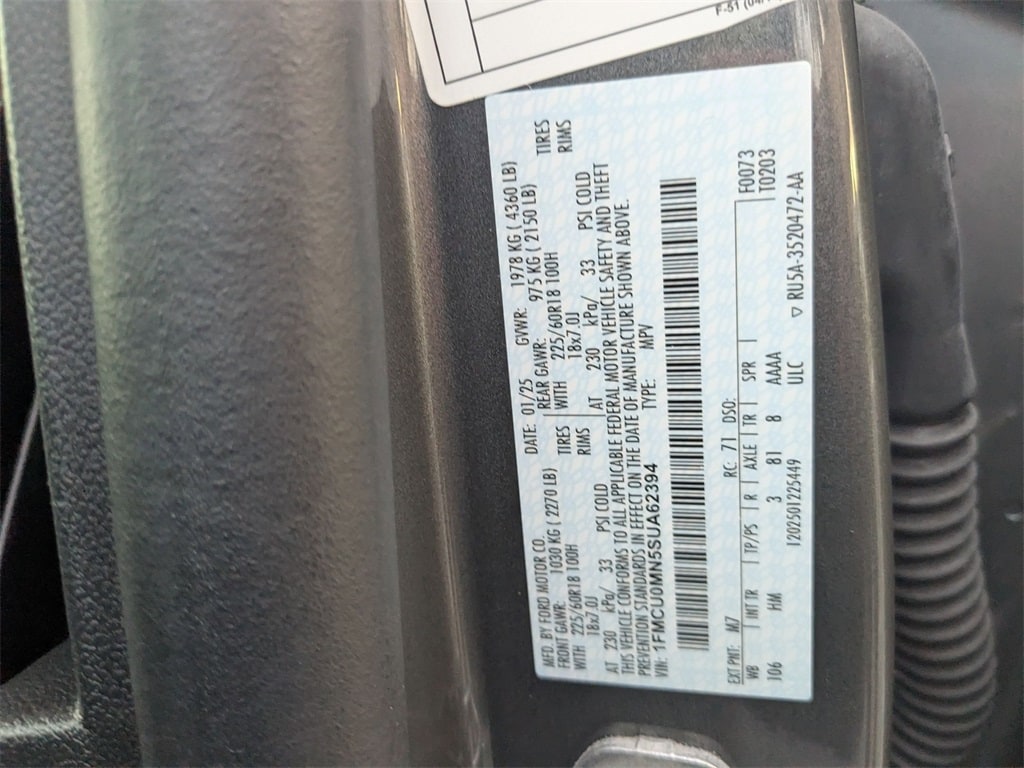 F-51 (04/
MFD. BY FORD MOTOR CO. DATE: 01/25 GVWR: 1978 KG ( 4360 LB)
FRONT GAWR: 1030 KG ( 2270 LB) REAR GAWR: 975 KG ( 2150 LB)
WITH 225/60R18 100H TIRES WITH 225/60R18 100H TIRES
18x7.0J RIMS 18x7.0J RIMS
AT 230 kPa/ 33 PSI COLD AT 230 kPa/ 33 PSI COLD
THIS VEHICLE CONFORMS TO ALL APPLICABLE FEDERAL MOTOR VEHICLE SAFETY AND THEFT
PREVENTION STANDARDS IN EFFECT ON THE DATE OF MANUFACTURE SHOWN ABOVE.
VIN: 1FMCU0MN5SUA62394 TYPE: MPV
EXT PNT: M7 RC: 71 DSO: F0073
WB INT TR TP/PS R AXLE TR SPR T0203
106 HM 3 81 8 AAAA
1202501225449 ULC RU5A-3520472-AA